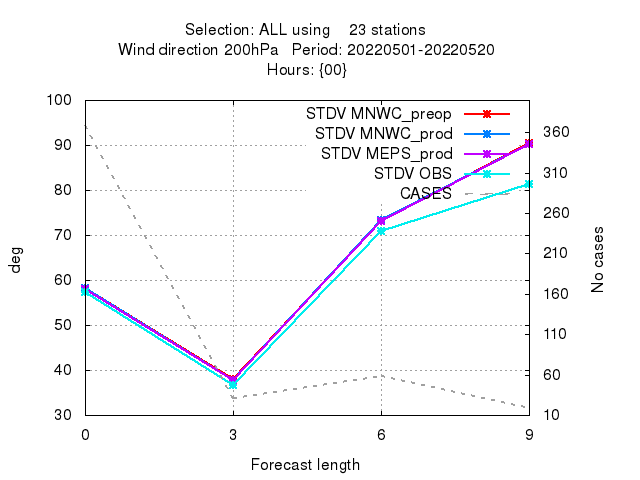 Selection: ALL using    23 stations
Wind direction 200hPa   Period: 20220501-20220520
Hours: {00}
STDV MNWC_preop
STDV MNWC_prod
STDV MEPS_prod
STDV OBS
CASES
100
90
80
70
60
50
40
30
deg
360
310
260
210
160
110
60
10
No cases
0 3 6 9
Forecast length